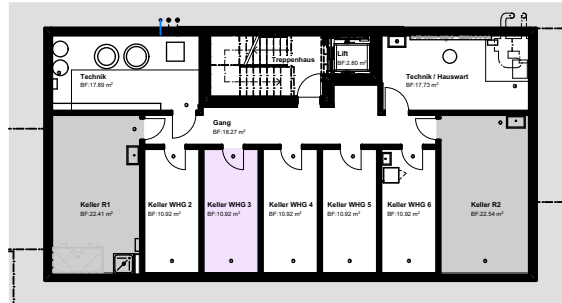 Technik
BF:17.89 m²
Treppenhaus
Lift
BF:2.80 m²
Technik / Hauswart
BF:17.73 m²
Gang
BF:18.27 m²
Keller R1
BF:22.41 m²
Keller WHG 2
BF:10.92 m²
Keller WHG 3
BF:10.92 m²
Keller WHG 4
BF:10.92 m²
Keller WHG 5
BF:10.92 m²
Keller WHG 6
BF:10.92 m²
Keller R2
BF:22.54 m²